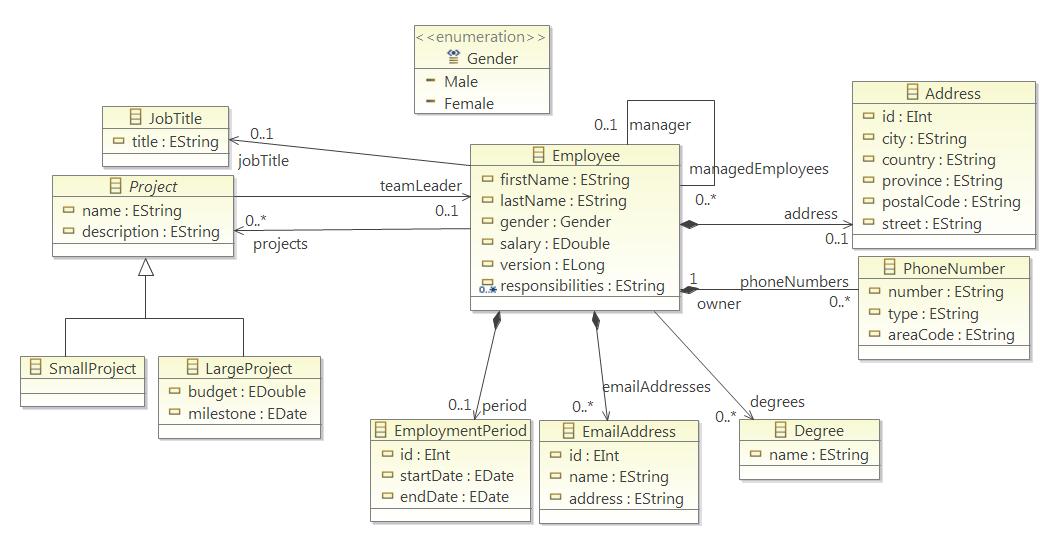 <<enumeration>>
Gender
Male
Female
JobTitle
title : EString
0..1
jobTitle
0..1
manager
managedEmployees
0..*
Address
id : EInt
city : EString
country : EString
province : EString
postalCode : EString
street : EString
Employee
firstName : EString
lastName : EString
gender : Gender
salary : EDouble
version : ELong
0..* responsibilities : EString
Project
name : EString
description : EString
teamLeader
0..1
0..*
projects
address
0..1
1
owner
phoneNumbers
0..*
PhoneNumber
number : EString
type : EString
areaCode : EString
SmallProject
LargeProject
budget : EDouble
milestone : EDate
0..1
period
emailAddresses
0..*
degrees
0..*
EmploymentPeriod
id : EInt
startDate : EDate
endDate : EDate
EmailAddress
id : EInt
name : EString
address : EString
Degree
name : EString